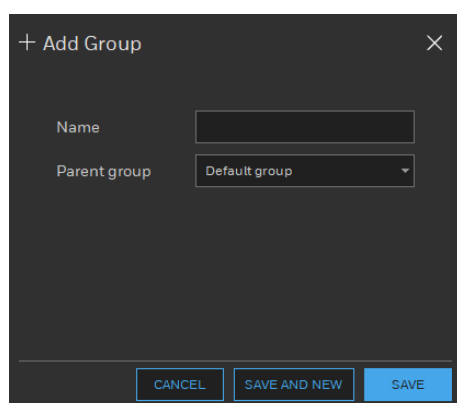 + Add Group
Name
Parent group
Default group
CANCEL
SAVE AND NEW
SAVE